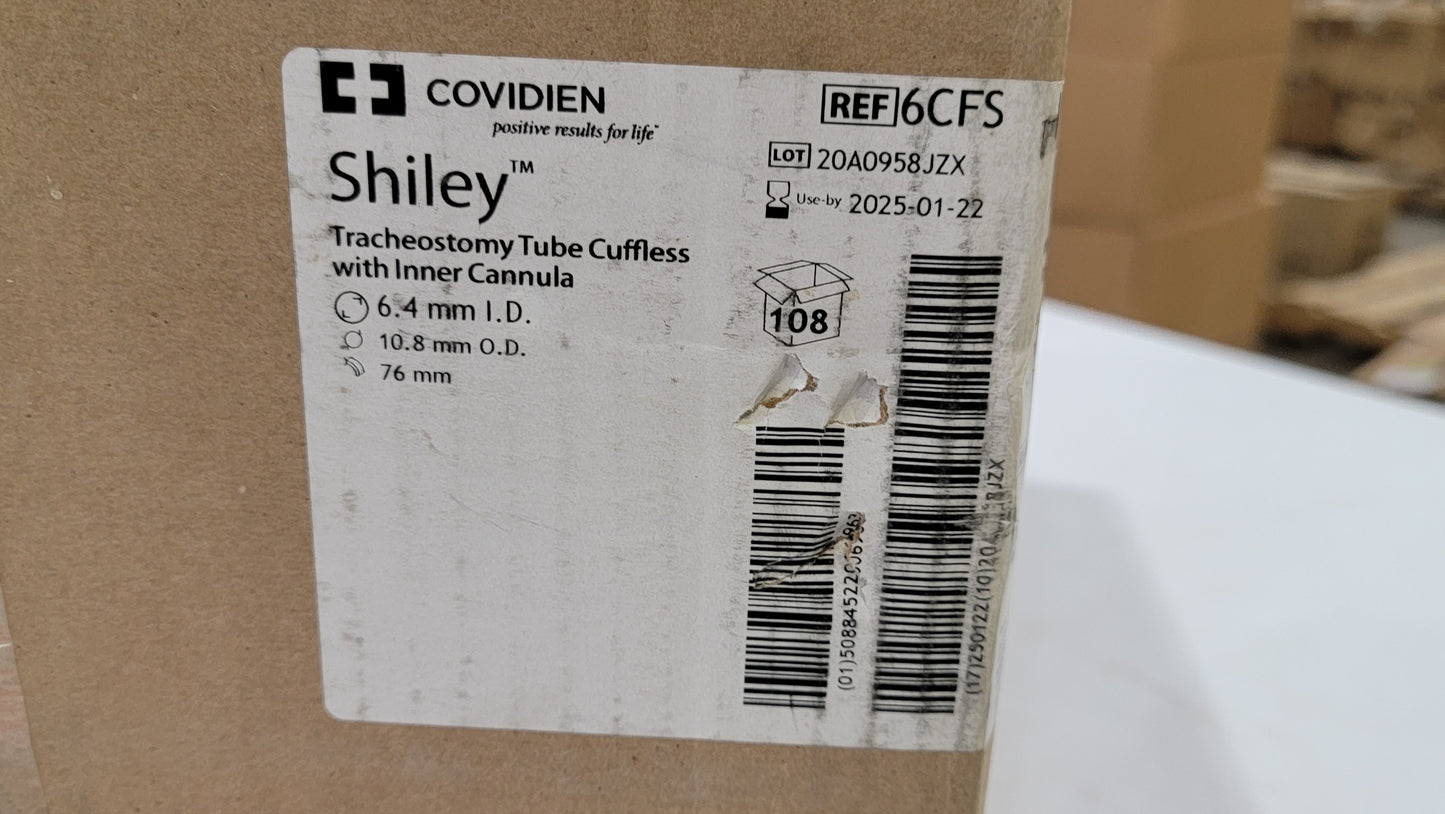 COVIDIEN
positive results for life™
Shiley™
Tracheostomy Tube Cuffless
with Inner Cannula
6.4 mm I.D.
10.8 mm O.D.
76 mm
REF 6CFS
LOT 20A0958JZX
Use-by 2025-01-22
108